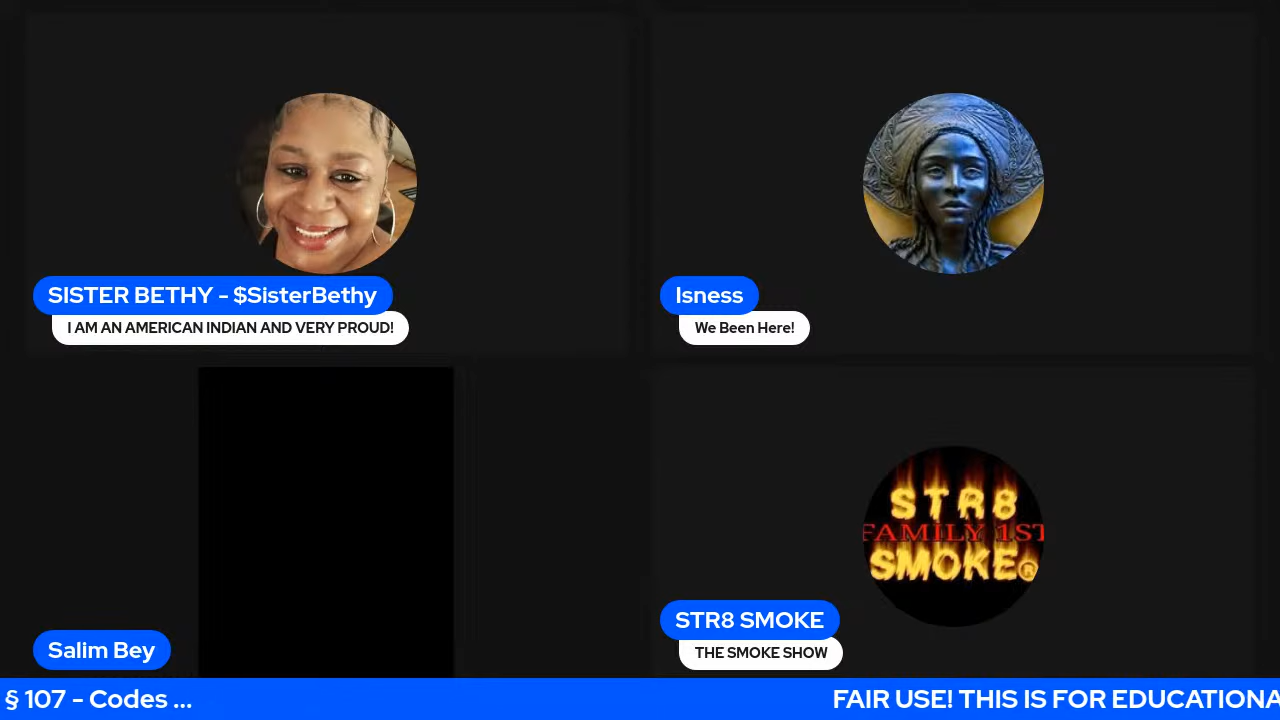 SISTER BETHY - $SisterBethy
I AM AN AMERICAN INDIAN AND VERY PROUD!
Isness
We Been Here!
Salim Bey
STR8
FAMILY 1ST
SMOKE®
STR8 SMOKE
THE SMOKE SHOW
§ 107 - Codes ... FAIR USE! THIS IS FOR EDUCATIONA